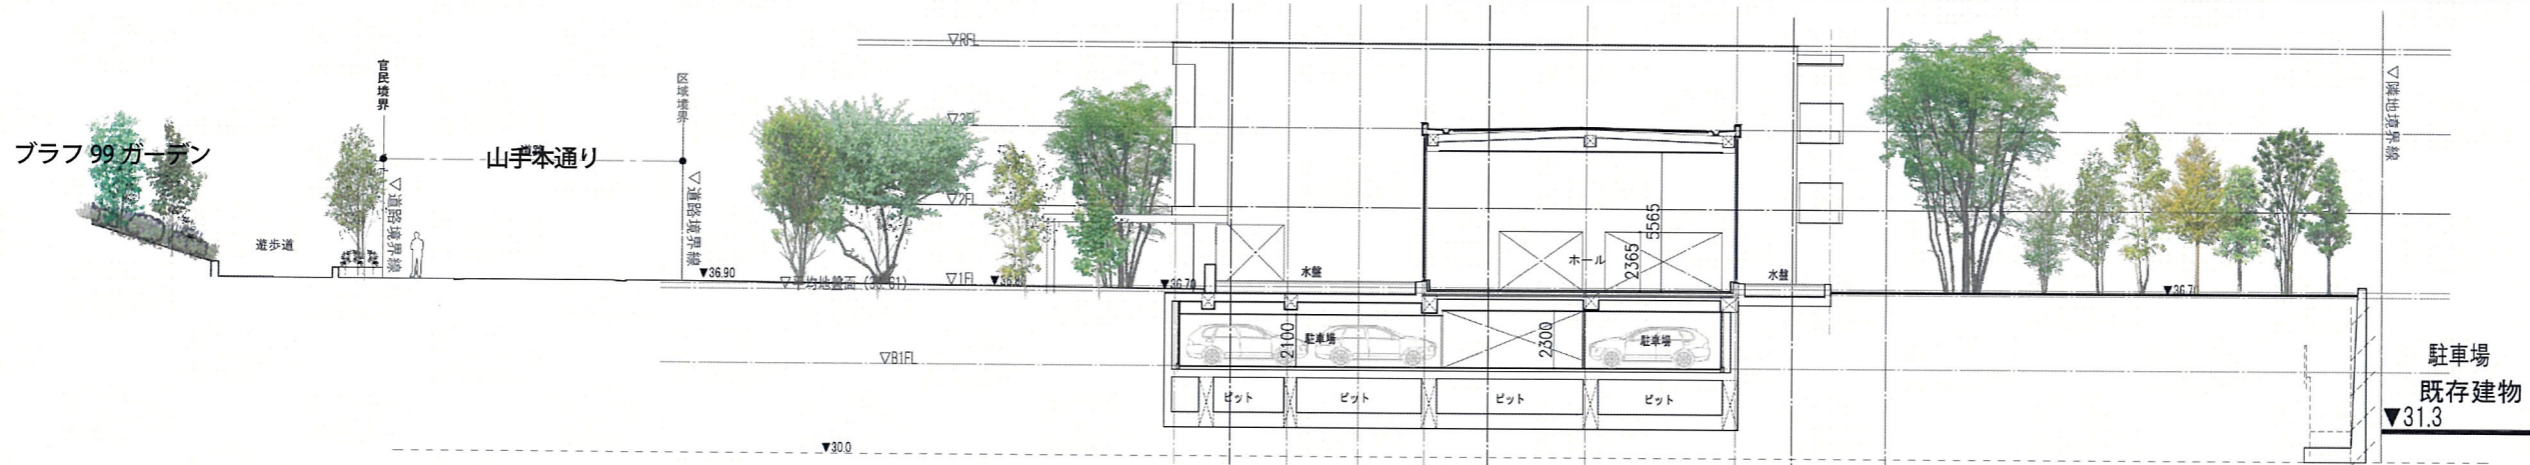 ブラフ 99 ガーデン
遊歩道
官民境界
▽道路境界線
山手本通り
区域境界
▽道路境界線
▼36.90
▽RFL
▽3FL
▽2FL
▽1FL
▼36.70
水盤
ホール
2365
5565
水盤
▽隣地境界線
▽B1FL
2100
駐車場
2300
駐車場
ピット
ピット
ピット
ピット
▼30.0
駐車場
既存建物
▼31.3